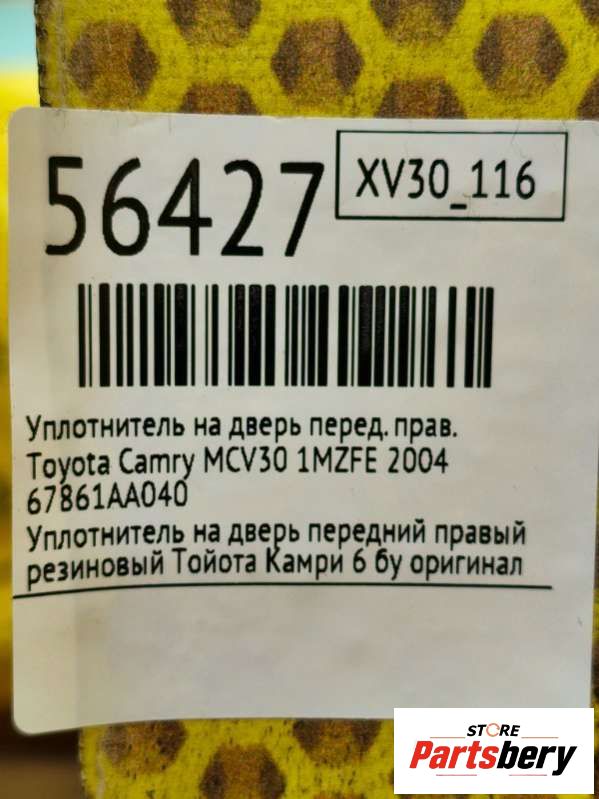 56427
XV30_116
Уплотнитель на дверь перед. прав.
Toyota Camry MCV30 1MZFE 2004
67861AA040
Уплотнитель на дверь передний правый
резиновый Тойота Камри 6 бу оригинал
STORE
Partsbery